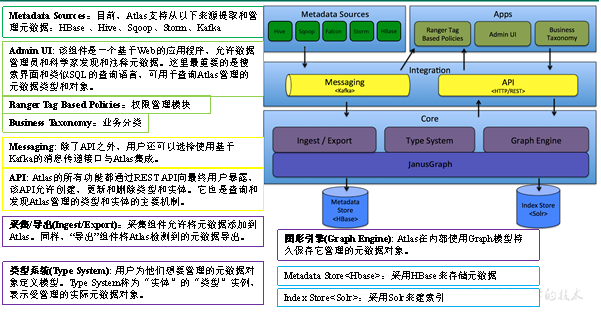 Metadata Sources：目前，Atlas支持从以下来源提取和管
理元数据：HBase 、Hive、Sqoop、Storm、Kafka
Admin UI: 该组件是一个基于Web的应用程序，允许数据
管理员和科学家发现和注释元数据。这里最重要的是搜
索界面和类似SQL的查询语言，可用于查询Atlas管理的
元数据类型和对象。
Ranger Tag Based Policies：权限管理模块
Business Taxonomy：业务分类
Messaging: 除了API之外，用户还可以选择使用基于
Kafka的消息传递接口与Atlas集成。
API: Atlas的所有功能都通过REST API向最终用户暴露，
该API允许创建、更新和删除类型和实体。它也是查询和
发现Atlas管理的类型和实体的主要机制。
采集/导出(Ingest/Export)：采集组件允许将元数据添加到
Atlas。同样，“导出”组件将Atlas检测到的元数据导出。
类型系统(Type System): 用户为他们想要管理的元数据对
象定义模型。Type System称为“实体”的“类型”实例，
表示受管理的实际元数据对象。
Metadata Sources
Hive
Sqoop
Falcon
Storm
HBase
Apps
Ranger Tag
Based Policies
Admin UI
Business
Taxonomy
Integration
Messaging
<Kafka>
API
<HTTP/REST>
Core
Ingest / Export
Type System
Graph Engine
JanusGraph
Metadata
Store
<HBase>
Index Store
<Solr>
图形引擎(Graph Engine): Atlas在内部使用Graph模型持
久保存它管理的元数据对象。
Metadata Store<Hbase>：采用HBase来存储元数据
Index Store<Solr>：采用Solr来建索引